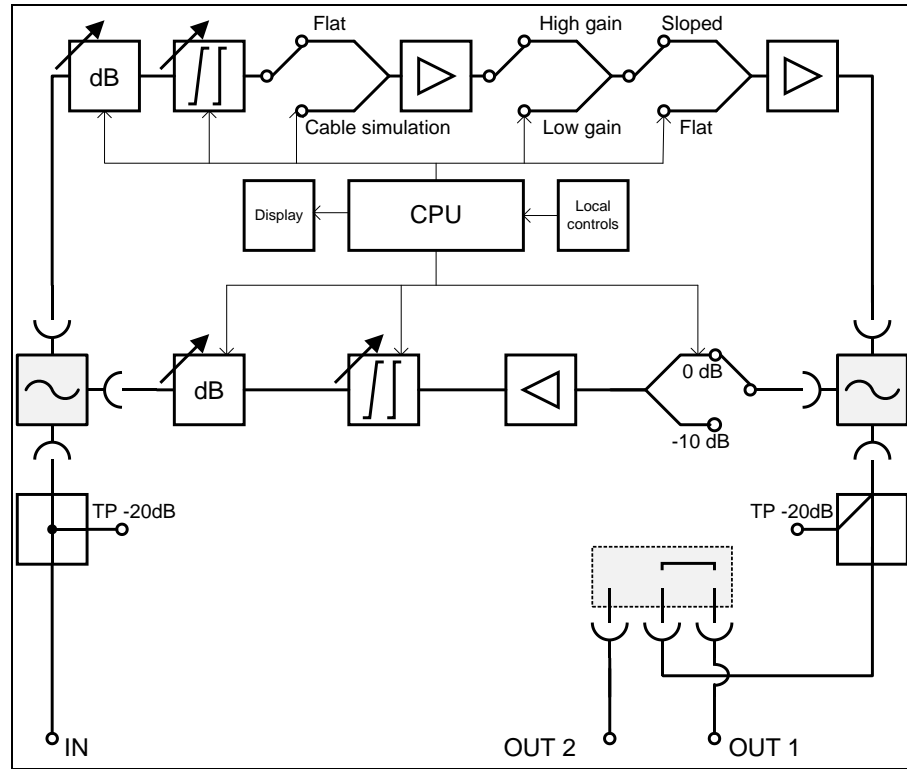 Flat
High gain
Sloped
dB
Cable simulation
Low gain
Flat
Display
CPU
Local
controls
dB
0 dB
-10 dB
TP -20dB
TP -20dB
IN
OUT 2
OUT 1